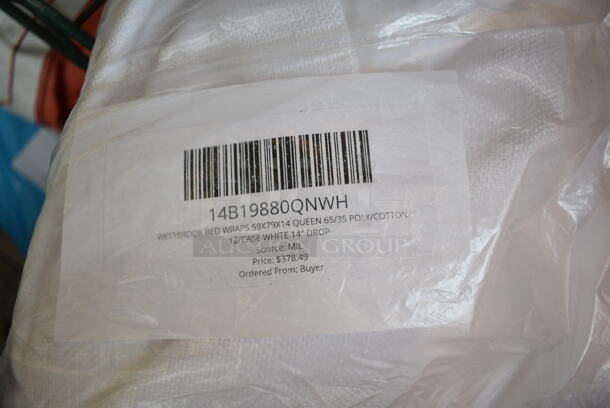 14B19880QNWH
WESTBROOK BED WRAPS 59X79X14 QUEEN 65/35 POLY/COTTON
12/CASE WHITE 14" DROP
Source: MIL
Price: $378.49
Ordered From: Buyer
AUCTION GROUP